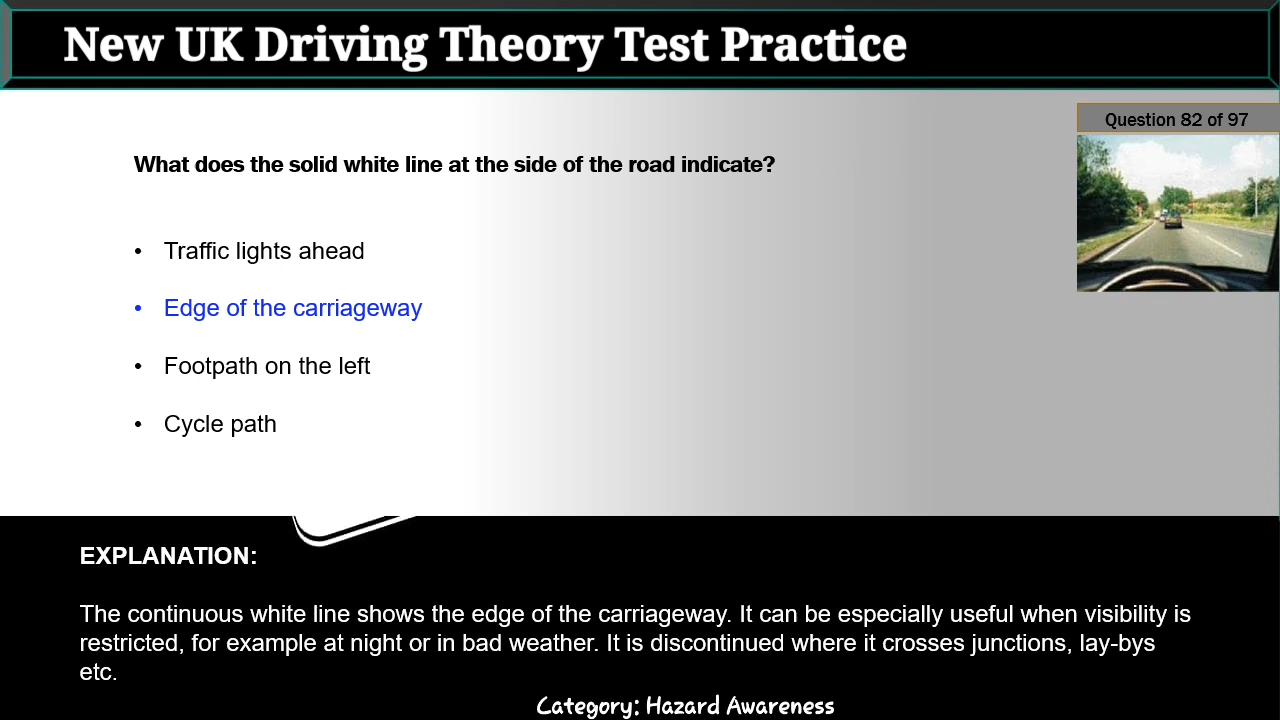 New UK Driving Theory Test Practice
Question 82 of 97
What does the solid white line at the side of the road indicate?
• Traffic lights ahead
• Edge of the carriageway
• Footpath on the left
• Cycle path
EXPLANATION:
The continuous white line shows the edge of the carriageway. It can be especially useful when visibility is
restricted, for example at night or in bad weather. It is discontinued where it crosses junctions, lay-bys
etc.
Category: Hazard Awareness